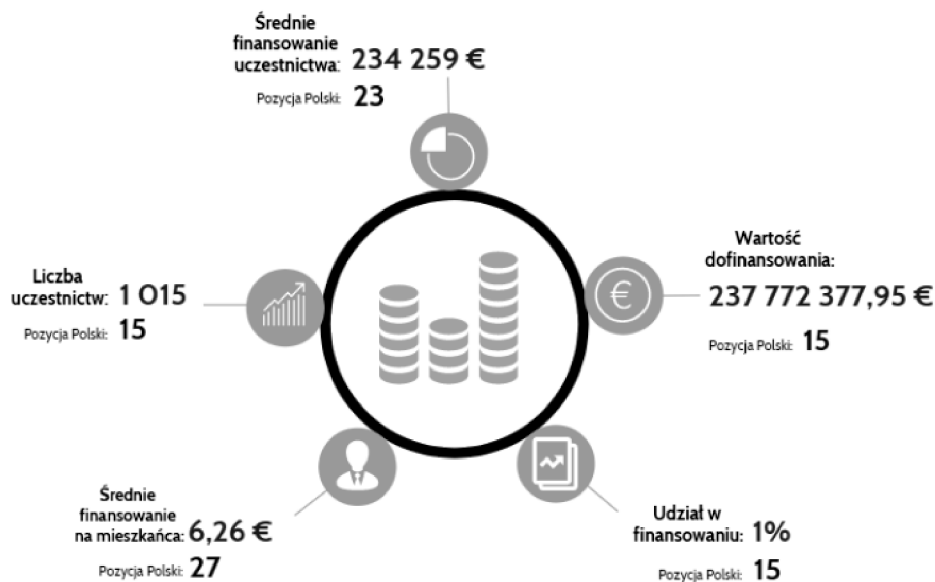 Średnie
finansowanie
uczestnictwa: 234 259 €
Pozycja Polski: 23
Wartość
dofinansowania:
237 772 377,95 €
Pozycja Polski: 15
Liczba
uczestnictw: 1 015
Pozycja Polski: 15
€
Średnie
finansowanie
na mieszkańca: 6,26 €
Pozycja Polski: 27
Udział w
finansowaniu: 1%
Pozycja Polski: 15